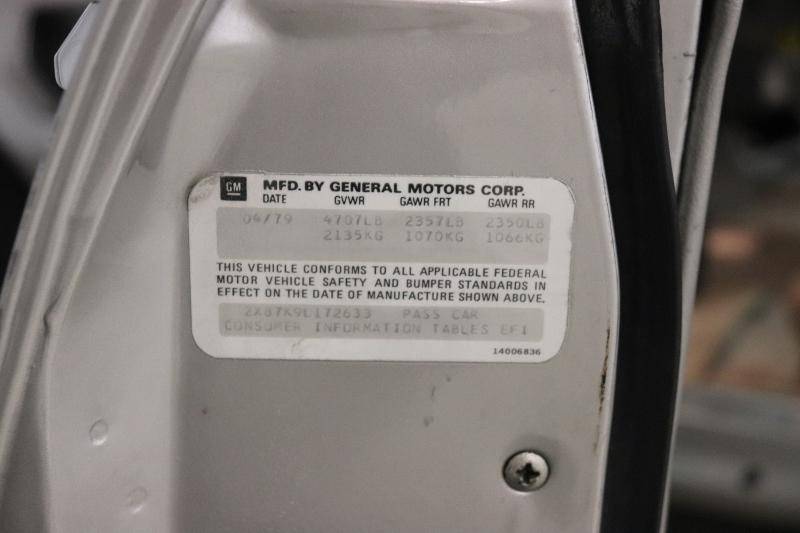 GM MFD. BY GENERAL MOTORS CORP.
DATE GVWR GAWR FRT GAWR RR
04/79 4707LB 2357LB 2350LB
2135KG 1070KG 1066KG
THIS VEHICLE CONFORMS TO ALL APPLICABLE FEDERAL
MOTOR VEHICLE SAFETY AND BUMPER STANDARDS IN
EFFECT ON THE DATE OF MANUFACTURE SHOWN ABOVE.
2X87K9L172633 PASS CAR
CONSUMER INFORMATION TABLES EF1
14006836